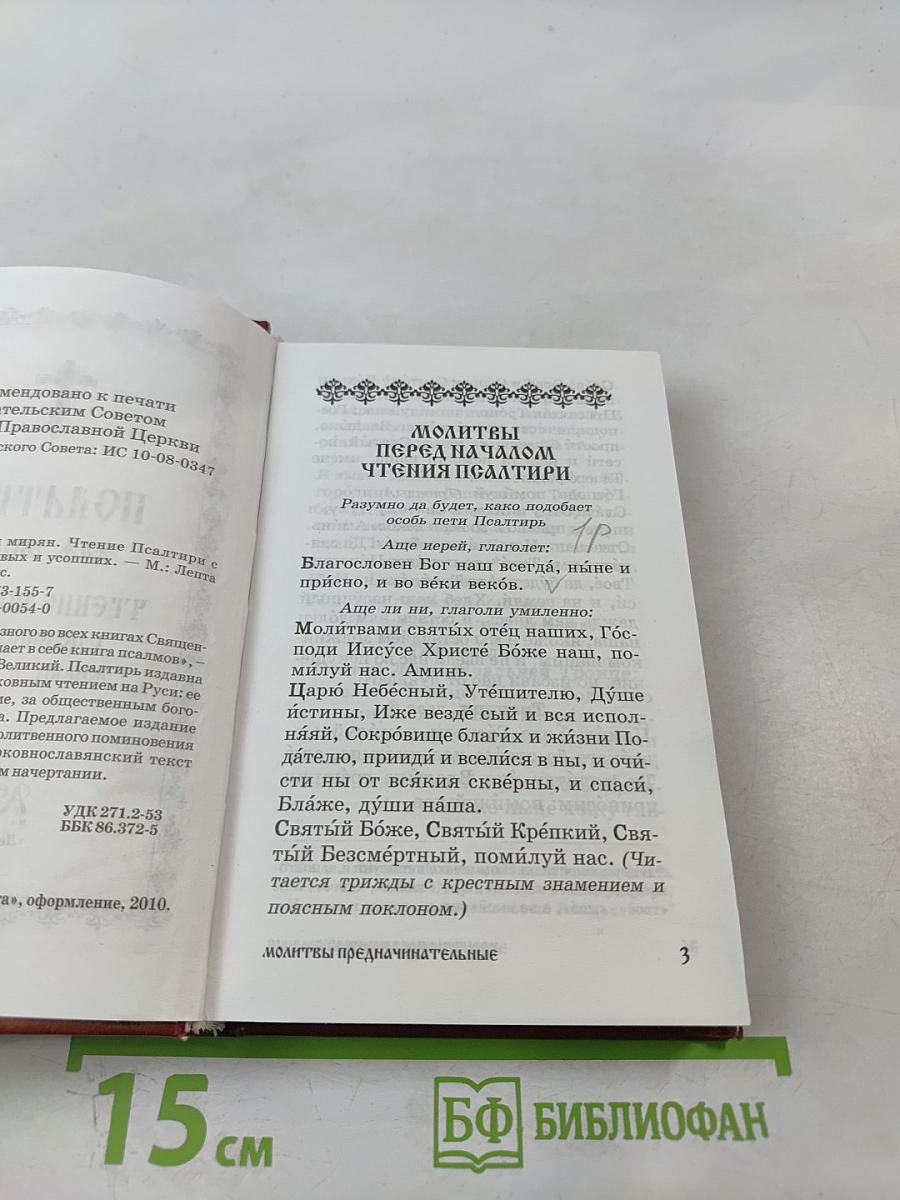 мендовано к печати
ательским Советом
Православной Церкви
ского Совета: ИС 10-08-0347
мирян. Чтение Псалтири с
вых и усопших. — М.: Лепта
с.
3-155-7
-0054-0
зного во всех книгах Священ-
ает в себе книга псалмов», —
Великий. Псалтирь издавна
ховным чтением на Руси: ее
ме, за общественным бого-
а. Предлагаемое издание
молитвенного поминовения
рковнославянский текст
м начертании.
УДК 271.2-53
ББК 86.372-5
та», оформление, 2010.
МОЛИТВЫ
ПЕРЕД НАЧАЛОМ
ЧТЕНИЯ ПСАЛТИРИ
Разумно да будет, како подобает
особь пети Псалтирь
1р
Аще иерей, глаголет:
Благословен Бог наш всегда́, ны́не и
при́сно, и во ве́ки веко́в.
Аще ли ни, глаголи умиленно:
Моли́твами святы́х оте́ц наших, Го́с-
поди Иису́се Христе́ Бо́же наш, по-
ми́луй нас. Аминь.
Царю́ Небе́сный, Уте́шителю, Ду́ше
и́стины, Иже везде́ сый и вся испол-
ня́яй, Сокро́вище благи́х и жи́зни По-
да́телю, прииди́ и всели́ся в ны, и очи́-
сти ны от вся́кия скве́рны, и спаси́,
Бла́же, ду́ши на́ша.
Святы́й Бо́же, Святы́й Кре́пкий, Свя-
ты́й Безсме́ртный, поми́луй нас. (Чи-
тается трижды с крестным знамением и
поясным поклоном.)
МОЛИТВЫ ПРЕДНАЧИНАТЕЛЬНЫЕ 3
15 см
БФ БИБЛИОФАН